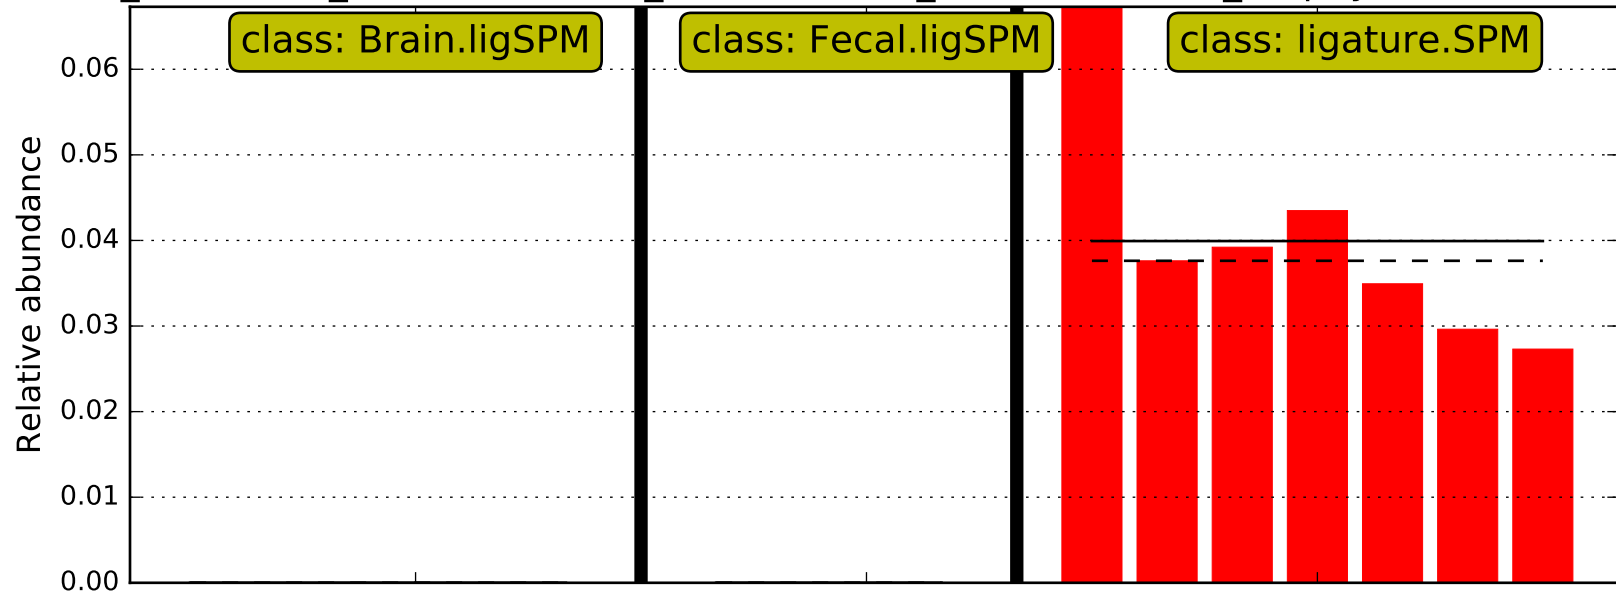 class: Brain.ligSPM
class: Fecal.ligSPM
class: ligature.SPM
0.06
0.05
0.04
0.03
0.02
0.01
0.00
Relative abundance